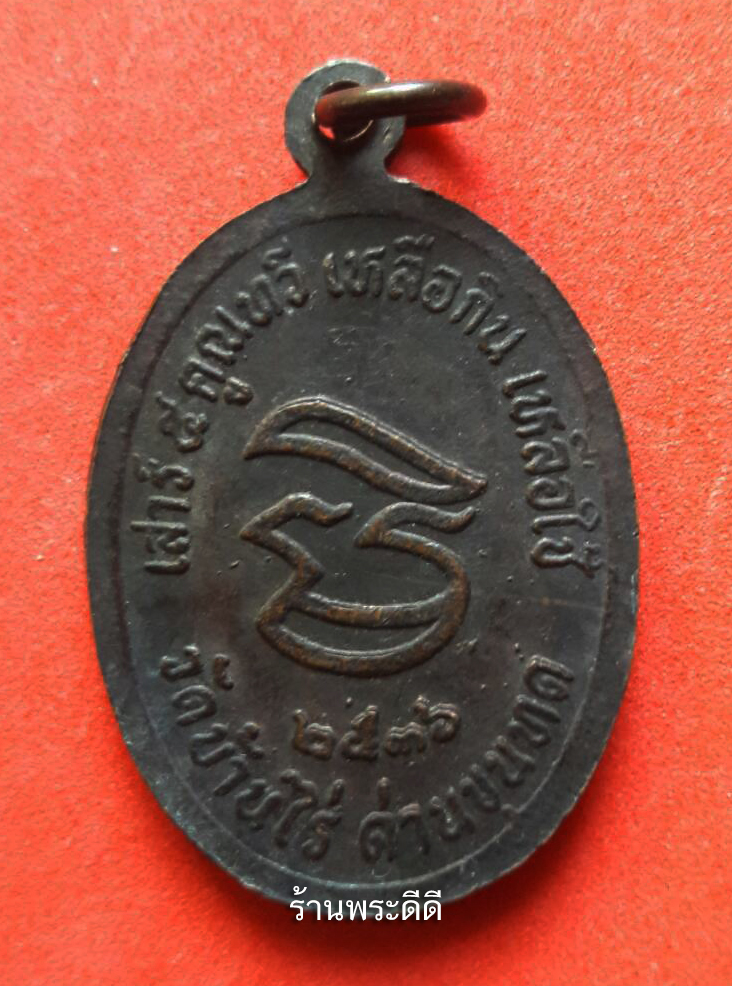 เสาร์ ๕ คูณทวี เหลือกิน เหลือใช้
๒๕๓๖
วัดบ้านไร่ ด่านขุนทด
ร้านพระดีดี